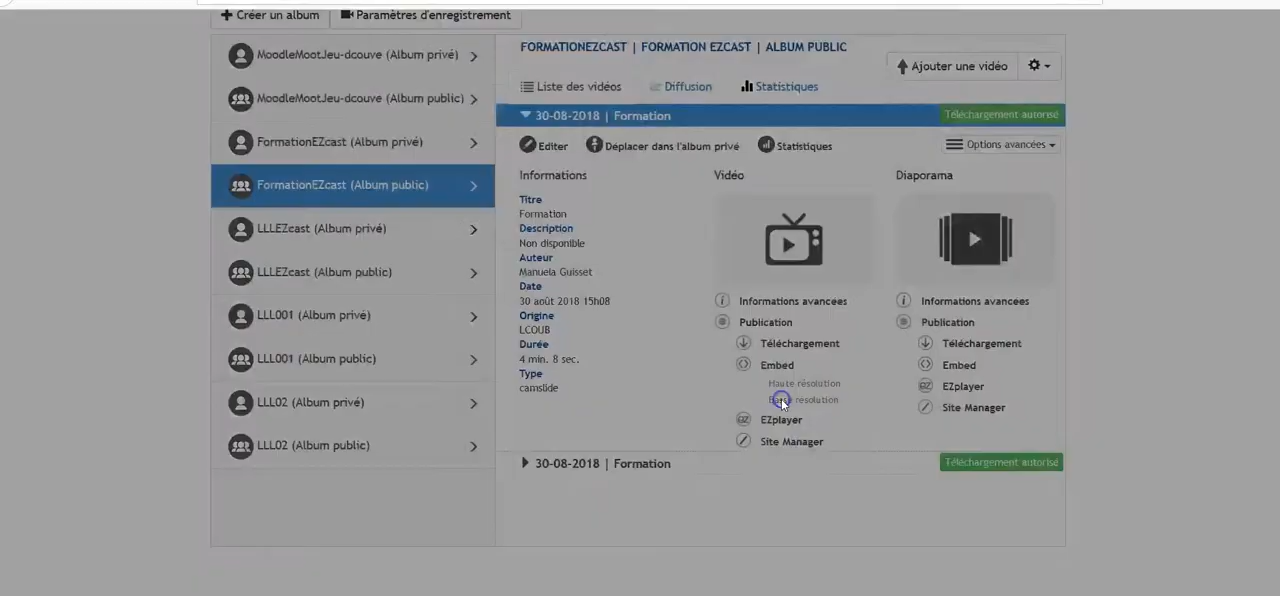 Créer un album
Paramètres d'enregistrement
MoodleMootJeu-dcouve (Album privé)
MoodleMootJeu-dcouve (Album public)
FormationEZcast (Album privé)
FormationEZcast (Album public)
LLLEZcast (Album privé)
LLLEZcast (Album public)
LLL001 (Album privé)
LLL001 (Album public)
LLL02 (Album privé)
LLL02 (Album public)
FORMATIONEZCAST | FORMATION EZCAST | ALBUM PUBLIC
Ajouter une vidéo
Liste des vidéos
Diffusion
Statistiques
30-08-2018 | Formation
Téléchargement autorisé
Editer
Déplacer dans l'album privé
Statistiques
Options avancées
Informations
Titre
Formation
Description
Non disponible
Auteur
Manuela Guisset
Date
30 août 2018 15h08
Origine
LCOUB
Durée
4 min. 8 sec.
Type
camslide
Vidéo
Informations avancées
Publication
Téléchargement
Embed
Haute résolution
Basse resolution
EZplayer
Site Manager
Diaporama
Informations avancées
Publication
Téléchargement
Embed
EZplayer
Site Manager
30-08-2018 | Formation
Téléchargement autorisé